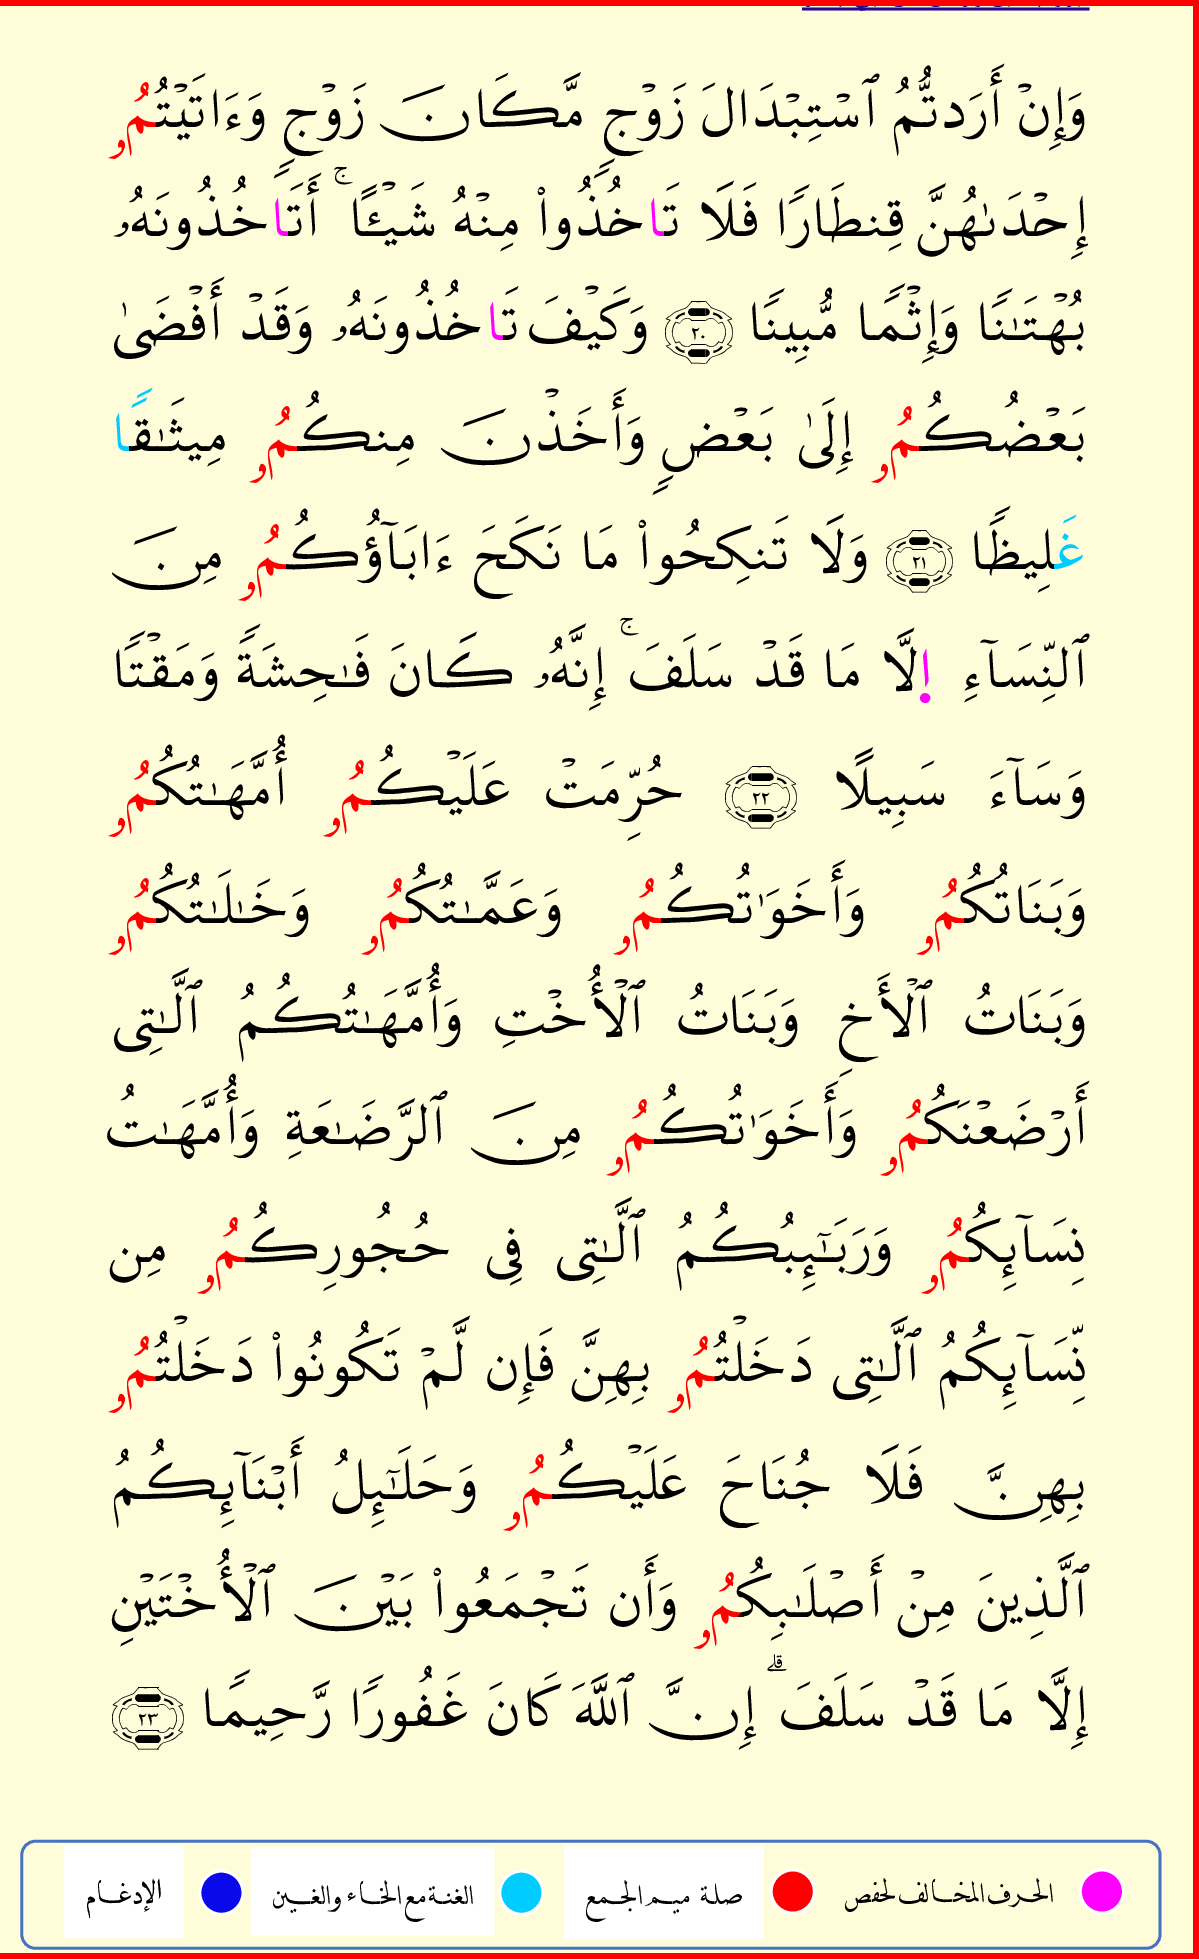 وَإِنْ أَرَدتُّمُ ٱسْتِبْدَالَ زَوْجٍ مَّكَانَ زَوْجٍ وَءَاتَيْتُمُۥ
إِحْدَىٰهُنَّ قِنطَارًا فَلَا تَاخُذُوا۟ مِنْهُ شَيْـًٔا ۚ أَتَاخُذُونَهُۥ
بُهْتَـٰنًا وَإِثْمًا مُّبِينًا ٢٠ وَكَيْفَ تَاخُذُونَهُۥ وَقَدْ أَفْضَىٰ
بَعْضُكُمُۥ إِلَىٰ بَعْضٍ وَأَخَذْنَ مِنكُمُۥ مِيثَـٰقًا
غَلِيظًا ٢١ وَلَا تَنكِحُوا۟ مَا نَكَحَ ءَابَآؤُكُمُۥ مِنَ
ٱلنِّسَآءِ اِلَّا مَا قَدْ سَلَفَ ۚ إِنَّهُۥ كَانَ فَـٰحِشَةً وَمَقْتًا
وَسَآءَ سَبِيلًا ٢٢ حُرِّمَتْ عَلَيْكُمُۥ أُمَّهَـٰتُكُمُۥ
وَبَنَاتُكُمُۥ وَأَخَوَٰتُكُمُۥ وَعَمَّـٰتُكُمُۥ وَخَـٰلَـٰتُكُمُۥ
وَبَنَاتُ ٱلْأَخِ وَبَنَاتُ ٱلْأُخْتِ وَأُمَّهَـٰتُكُمُ ٱلَّـٰتِى
أَرْضَعْنَكُمُۥ وَأَخَوَٰتُكُمُۥ مِنَ ٱلرَّضَـٰعَةِ وَأُمَّهَـٰتُ
نِسَآئِكُمُۥ وَرَبَـٰٓئِبُكُمُ ٱلَّـٰتِى فِى حُجُورِكُمُۥ مِن
نِّسَآئِكُمُ ٱلَّـٰتِى دَخَلْتُمُۥ بِهِنَّ فَإِن لَّمْ تَكُونُوا۟ دَخَلْتُمُۥ
بِهِنَّ فَلَا جُنَاحَ عَلَيْكُمُۥ وَحَلَـٰٓئِلُ أَبْنَآئِكُمُ
ٱلَّذِينَ مِنْ أَصْلَـٰبِكُمُۥ وَأَن تَجْمَعُوا۟ بَيْنَ ٱلْأُخْتَيْنِ
إِلَّا مَا قَدْ سَلَفَ ۗ إِنَّ ٱللَّهَ كَانَ غَفُورًا رَّحِيمًا ٢٣
الحرف المخالف لحفص صلة ميم الجمع الغنة مع الخاء والغين الإدغام